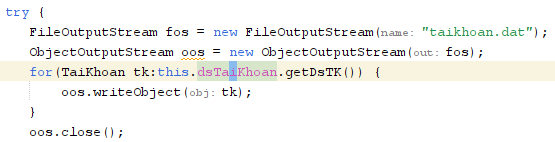 try {
FileOutputStream fos = new FileOutputStream(name: "taikhoan.dat");
ObjectOutputStream oos = new ObjectOutputStream(out: fos);
for(TaiKhoan tk:this.dsTaiKhoan.getDsTK()) {
oos.writeObject(obj: tk);
}
oos.close();